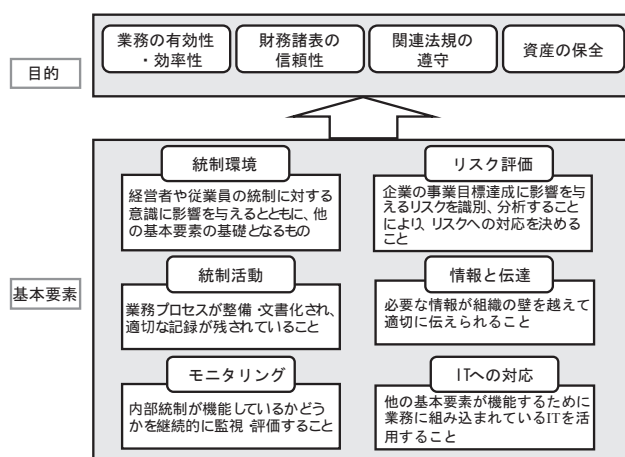 目的
業務の有効性
・効率性
財務諸表の
信頼性
関連法規の
遵守
資産の保全
基本要素
統制環境
経営者や従業員の統制に対する
意識に影響を与えるとともに、他
の基本要素の基礎となるもの
リスク評価
企業の事業目標達成に影響を与
えるリスクを識別、分析すること
により、リスクへの対応を決める
こと
統制活動
業務プロセスが整備・文書化され、
適切な記録が残されていること
情報と伝達
必要な情報が組織の壁を越えて
適切に伝えられること
モニタリング
内部統制が機能しているかどう
かを継続的に監視・評価すること
ITへの対応
他の基本要素が機能するために
業務に組み込まれているITを活
用すること